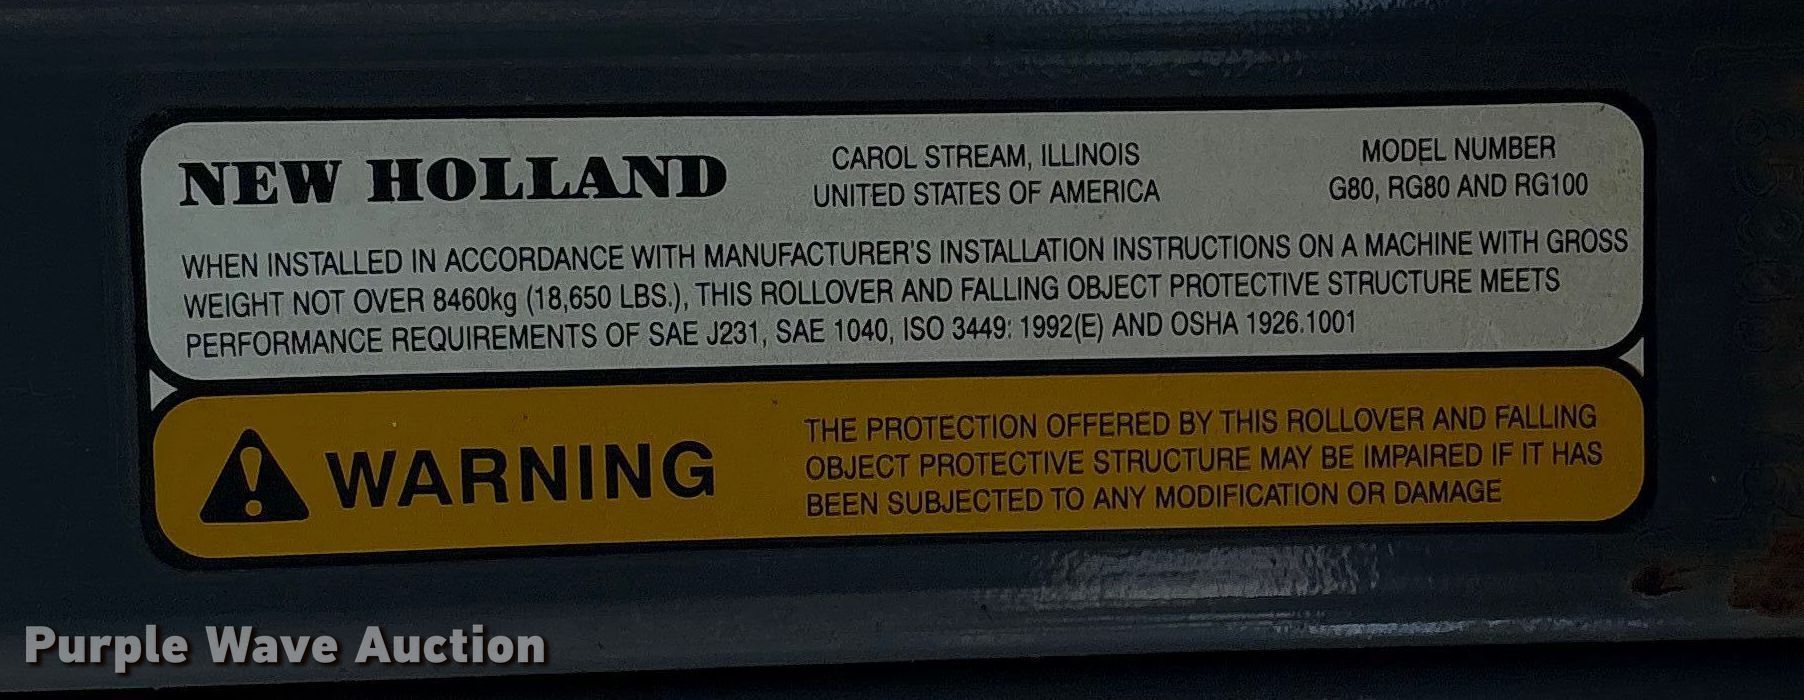 NEW HOLLAND
CAROL STREAM, ILLINOIS
UNITED STATES OF AMERICA
MODEL NUMBER
G80, RG80 AND RG100
WHEN INSTALLED IN ACCORDANCE WITH MANUFACTURER'S INSTALLATION INSTRUCTIONS ON A MACHINE WITH GROSS
WEIGHT NOT OVER 8460kg (18,650 LBS.), THIS ROLLOVER AND FALLING OBJECT PROTECTIVE STRUCTURE MEETS
PERFORMANCE REQUIREMENTS OF SAE J231, SAE 1040, ISO 3449: 1992(E) AND OSHA 1926.1001
WARNING
THE PROTECTION OFFERED BY THIS ROLLOVER AND FALLING
OBJECT PROTECTIVE STRUCTURE MAY BE IMPAIRED IF IT HAS
BEEN SUBJECTED TO ANY MODIFICATION OR DAMAGE
Purple Wave Auction